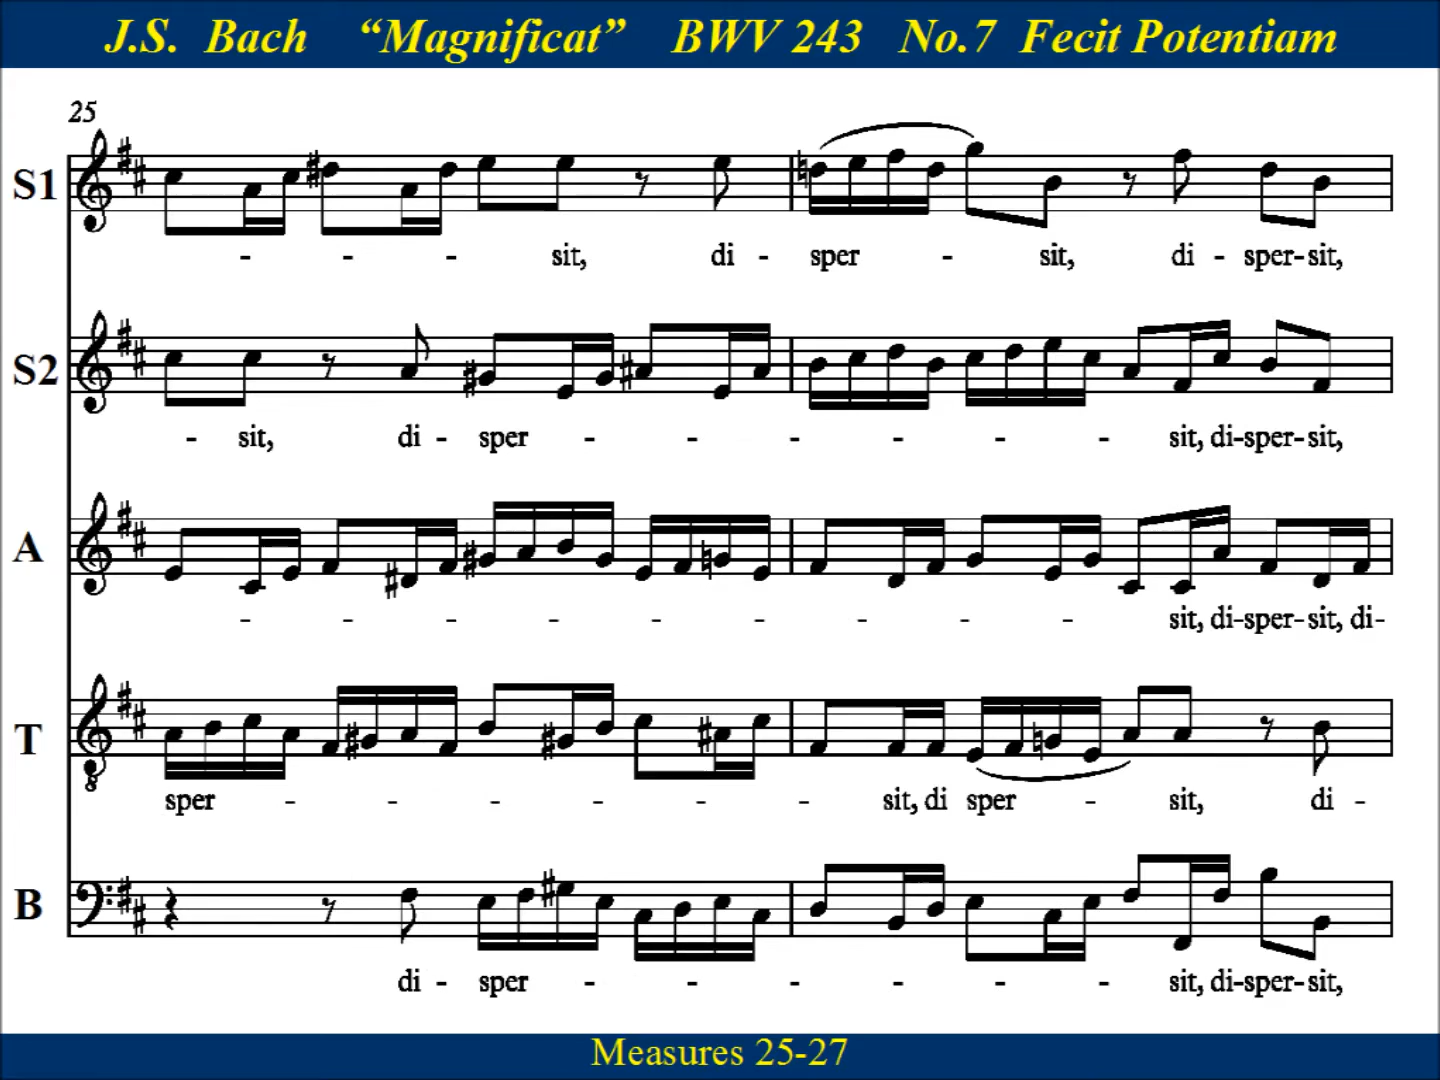 J.S. Bach “Magnificat” BWV 243 No.7 Fecit Potentiam
25
S1
- - - sit, di - sper - sit, di - sper-sit,
S2
- sit, di - sper - - - - - - sit, di-sper-sit,
A
- - - - - - - - - sit, di-sper-sit, di-
T
8
sper - - - - - - sit, di sper - sit, di -
B
di - sper - - - - - - sit, di-sper-sit,
Measures 25-27